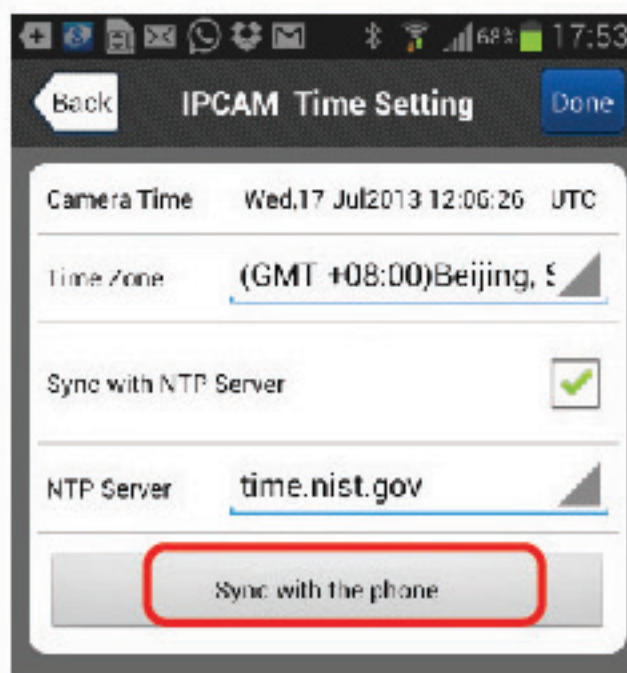 68% 17:53
Back IPCAM Time Setting Done
Camera Time Wed,17 Jul2013 12:06:26 UTC
Time Zone (GMT +08:00)Beijing, S
Sync with NTP Server
NTP Server time.nist.gov
Sync with the phone